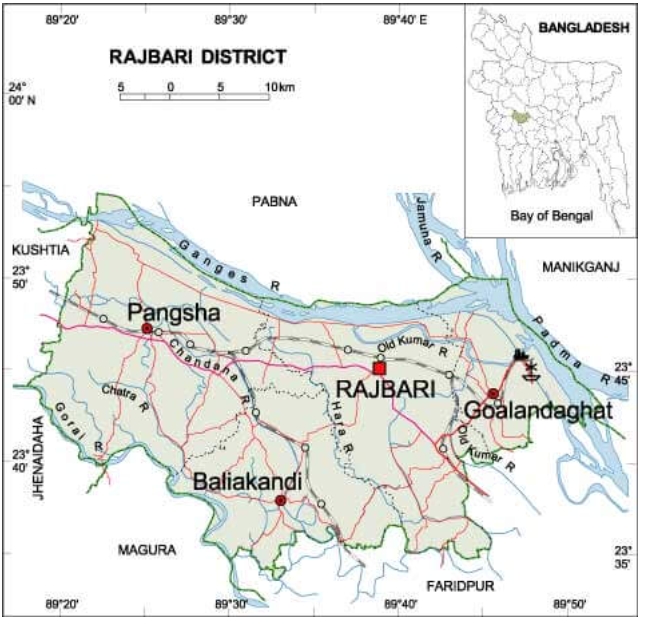 89°20'
89°30'
89°40' E
BANGLADESH
Bay of Bengal
RAJBARI DISTRICT
5 0 5 10km
24°
00' N
PABNA
Jamuna R
KUSHTIA
MANIKGANJ
23°
50'
Ganges R
Padma R
Pangsha
Old Kumar R
Chandana R
23°
45'
RAJBARI
Goalandaghat
Chatra R
Gorai R
Hara R
Old Kumar R
JHENAIDAHA
23°
40'
Baliakandi
MAGURA
23°
35'
FARIDPUR
89°20'
89°30'
89°40'
89°50'